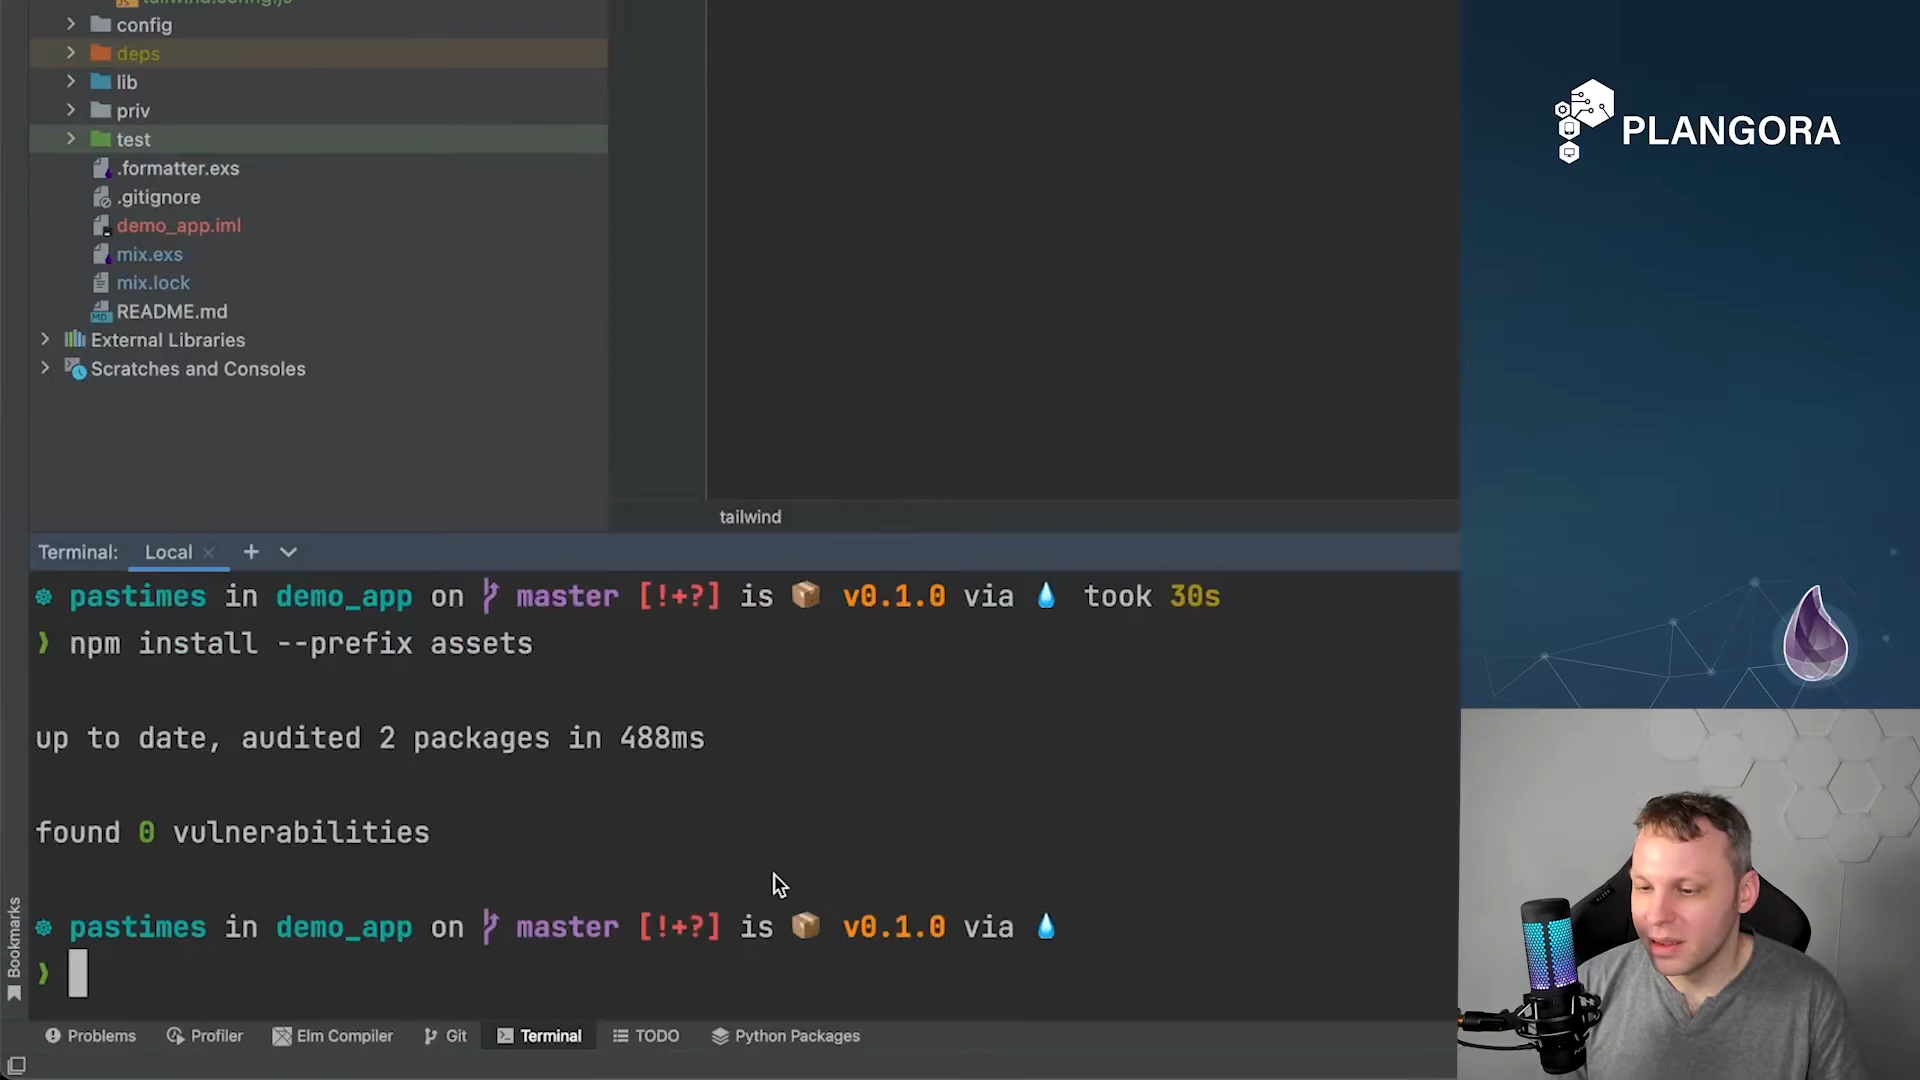 tailwind.config.js
config
deps
lib
priv
test
.formatter.exs
.gitignore
demo_app.iml
mix.exs
mix.lock
README.md
External Libraries
Scratches and Consoles
tailwind
PLANGORA
Terminal: Local
pastimes in demo_app on master [!+?] is 📦 v0.1.0 via 💧 took 30s
❯ npm install --prefix assets
up to date, audited 2 packages in 488ms
found 0 vulnerabilities
pastimes in demo_app on master [!+?] is 📦 v0.1.0 via 💧
❯
Bookmarks
Problems Profiler Elm Compiler Git Terminal TODO Python Packages